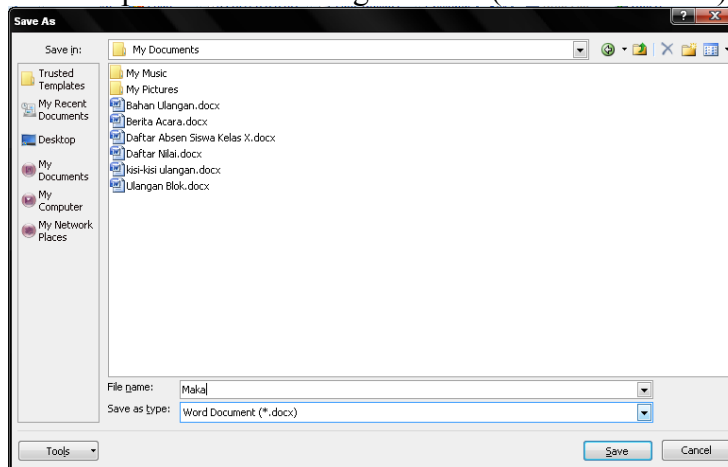 Save As
Save in:
My Documents
Trusted
Templates
My Recent
Documents
Desktop
My
Documents
My
Computer
My Network
Places
My Music
My Pictures
Bahan Ulangan.docx
Berita Acara.docx
Daftar Absen Siswa Kelas X.docx
Daftar Nilai.docx
kisi-kisi ulangan.docx
Ulangan Blok.docx
File name:
Maka
Save as type:
Word Document (*.docx)
Tools
Save
Cancel